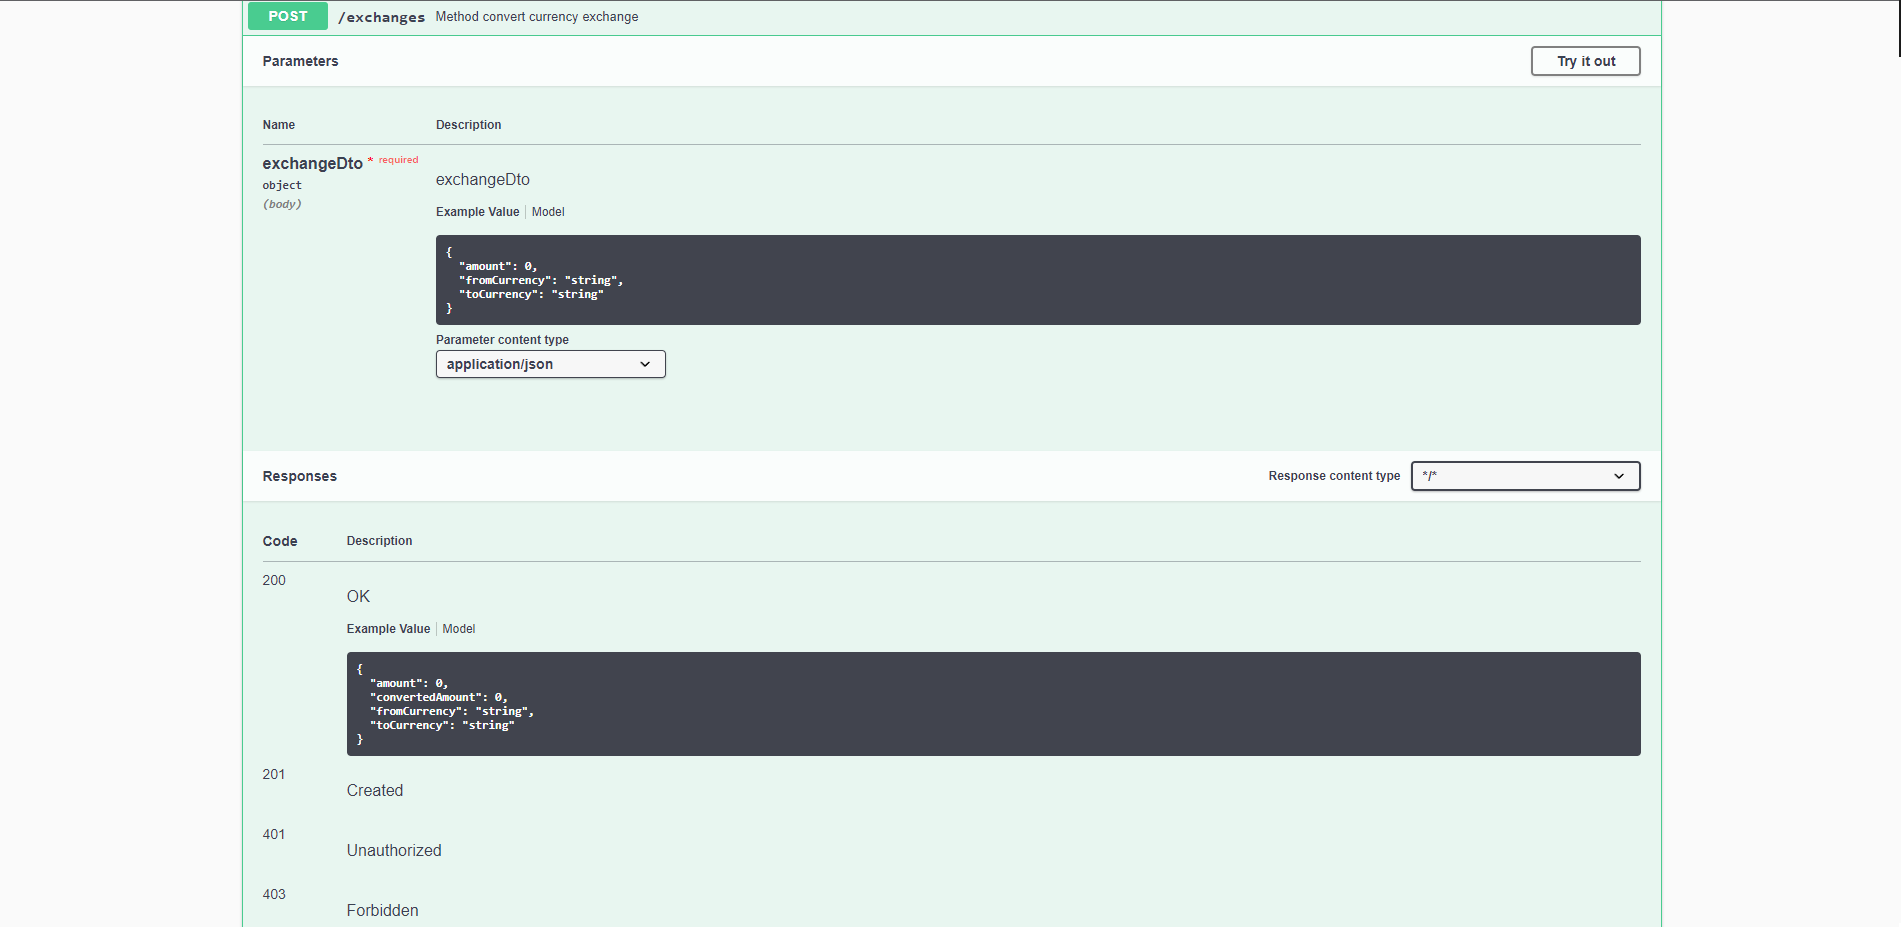 POST /exchanges Method convert currency exchange
Parameters Try it out
Name Description
exchangeDto * required
object
(body)
exchangeDto
Example Value Model
{
  "amount": 0,
  "fromCurrency": "string",
  "toCurrency": "string"
}
Parameter content type
application/json
Responses Response content type */*
Code Description
200
OK
Example Value Model
{
  "amount": 0,
  "convertedAmount": 0,
  "fromCurrency": "string",
  "toCurrency": "string"
}
201
Created
401
Unauthorized
403
Forbidden